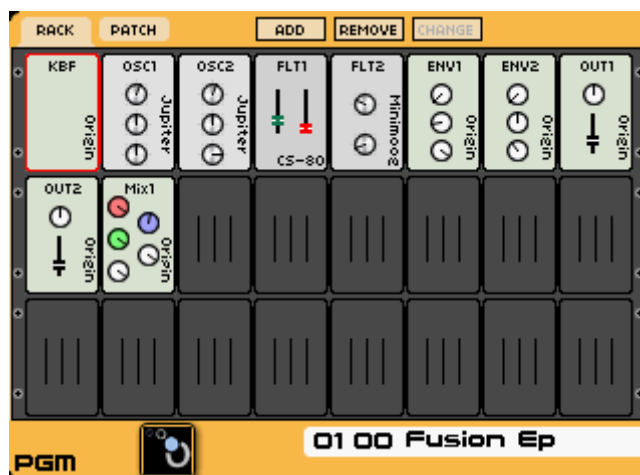 RACK PATCH ADD REMOVE CHANGE
KBF OSC1 OSC2 FLT1 FLT2 ENV1 ENV2 OUT1
Origin Jupiter Jupiter CS-80 Minimoog Origin Origin Origin
OUT2 Mix1
Origin Origin
PGM 01 00 Fusion Ep